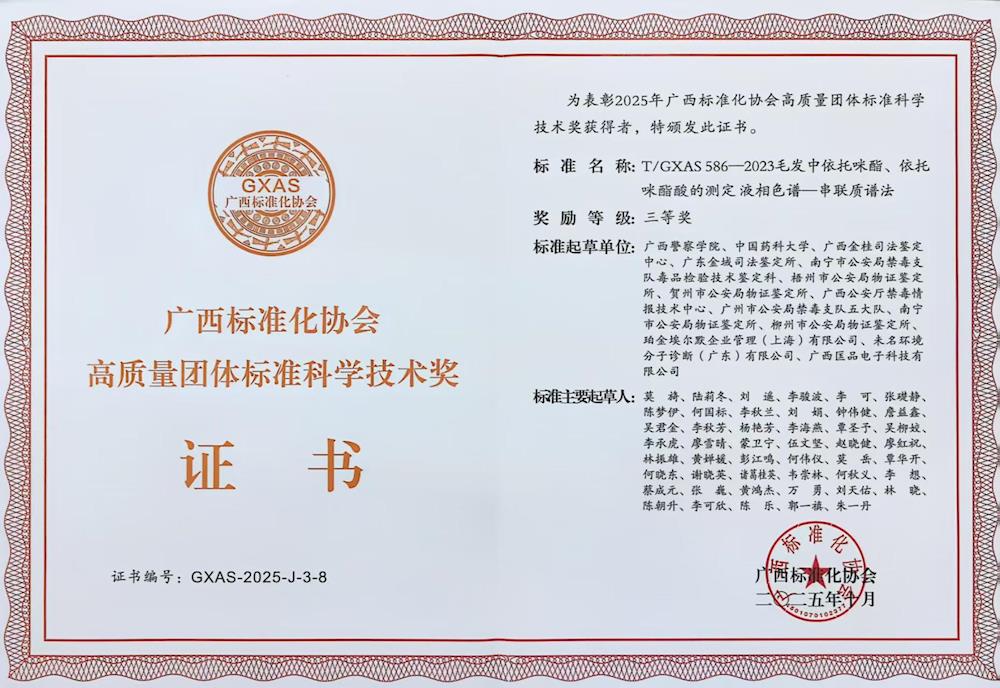 GXAS
广西标准化协会
广西标准化协会
高质量团体标准科学技术奖
证 书
证书编号：GXAS-2025-J-3-8
为表彰2025年广西标准化协会高质量团体标准科学
技术奖获得者，特颁发此证书。
标 准 名 称：T/GXAS 586—2023毛发中依托咪酯、依托
咪酯酸的测定 液相色谱—串联质谱法
奖 励 等 级：三等奖
标准起草单位：广西警察学院、中国药科大学、广西金桂司法鉴定
中心、广东金域司法鉴定所、南宁市公安局禁毒支
队毒品检验技术鉴定科、梧州市公安局物证鉴定
所、贺州市公安局物证鉴定所、广西公安厅禁毒情
报技术中心、广州市公安局禁毒支队五大队、南宁
市公安局物证鉴定所、柳州市公安局物证鉴定所、
珀金埃尔默企业管理（上海）有限公司、未名环境
分子诊断（广东）有限公司、广西匡品电子科技有
限公司
标准主要起草人：莫 椅、陆莉冬、刘 遄、李骏波、李 可、张璟静、
陈梦伊、何国标、李秋兰、刘 娟、钟伟健、詹益鑫、
吴君金、李秋芳、杨艳芳、李海燕、覃圣予、吴柳姣、
李承虎、廖雪晴、蒙卫宁、伍文坚、赵晓健、廖红祝、
林振雄、黄婵媛、彭江鸣、何伟仪、莫 岳、覃华开、
何晓东、谢晓英、诸葛桂英、韦崇林、何秋义、李 想、
蔡成元、张 巍、黄鸿杰、万 勇、刘天佑、林 晓、
陈朝升、李可欣、陈 乐、郭一禛、朱一丹
广西标准化协会
二〇二五年十月